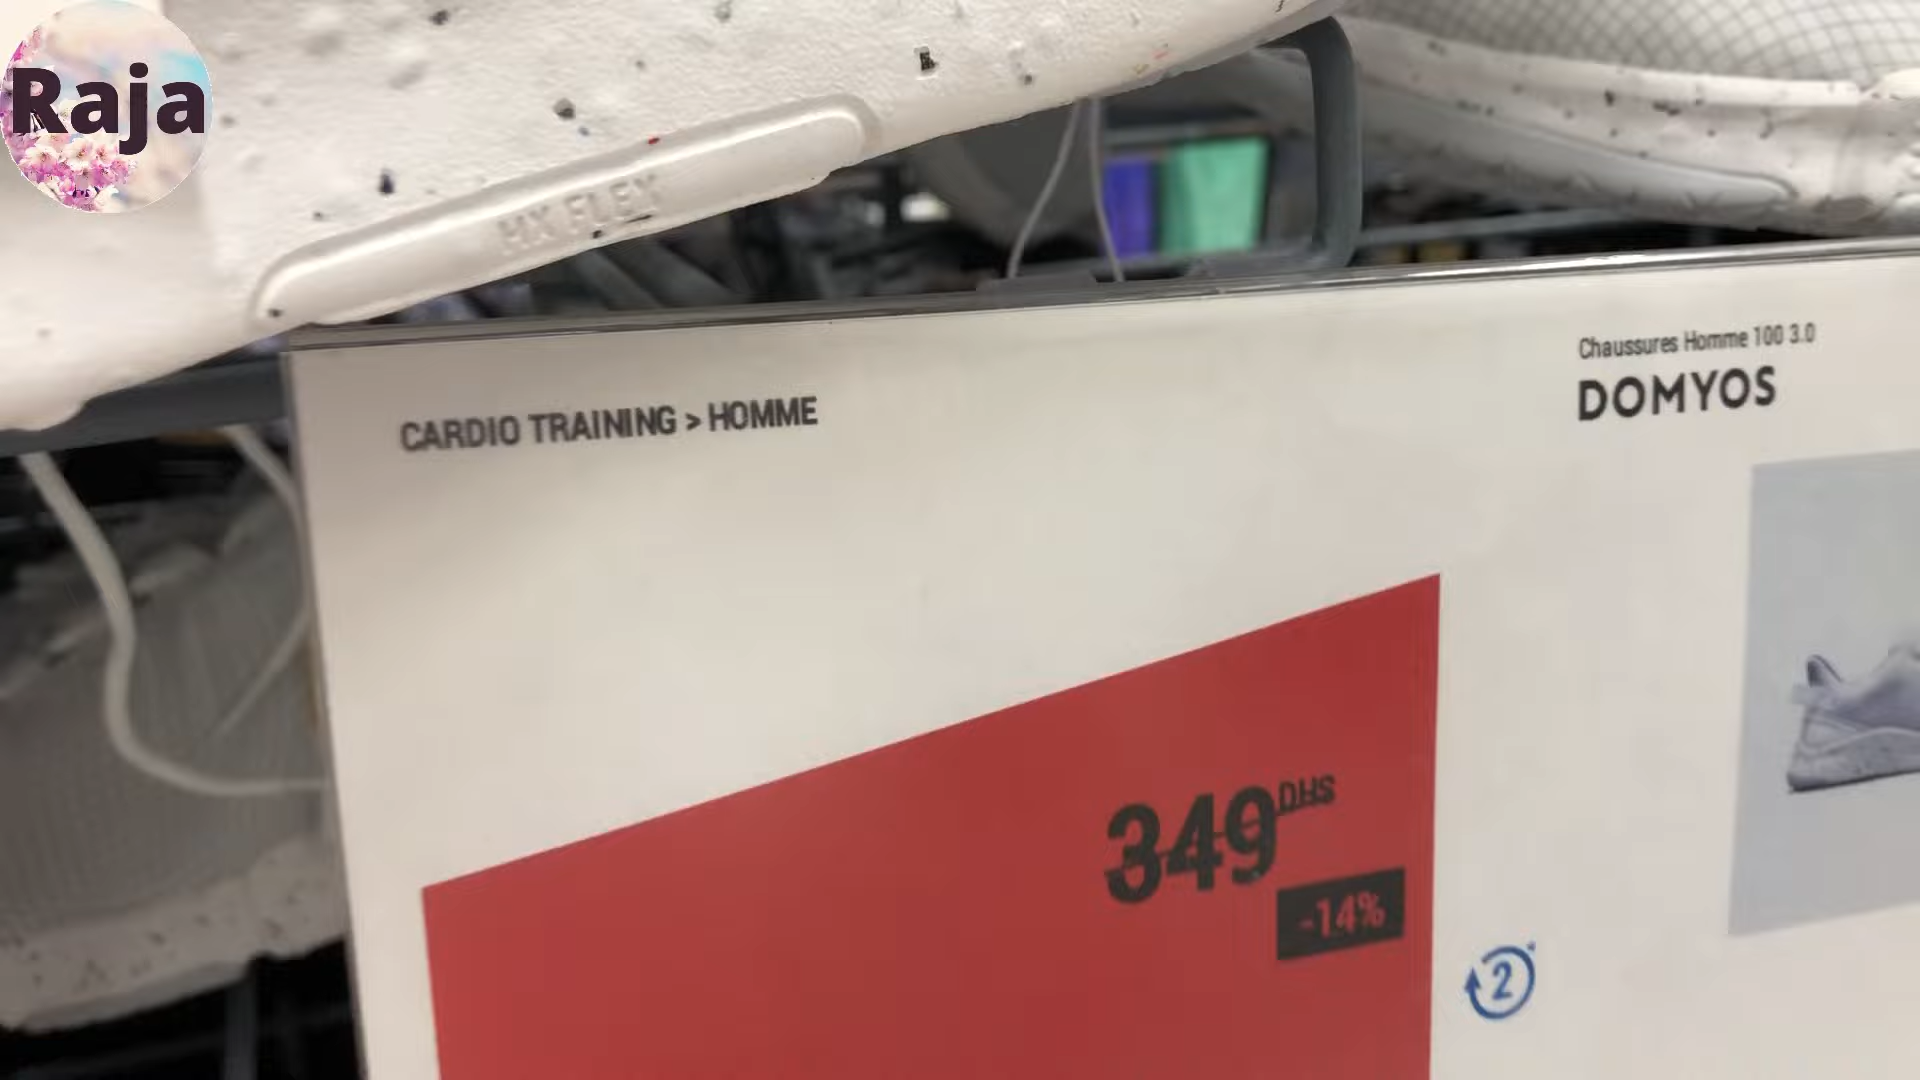 Raja
HX FLEX
Chaussures Homme 100 3.0
DOMYOS
CARDIO TRAINING > HOMME
349 DHS
-14%
2